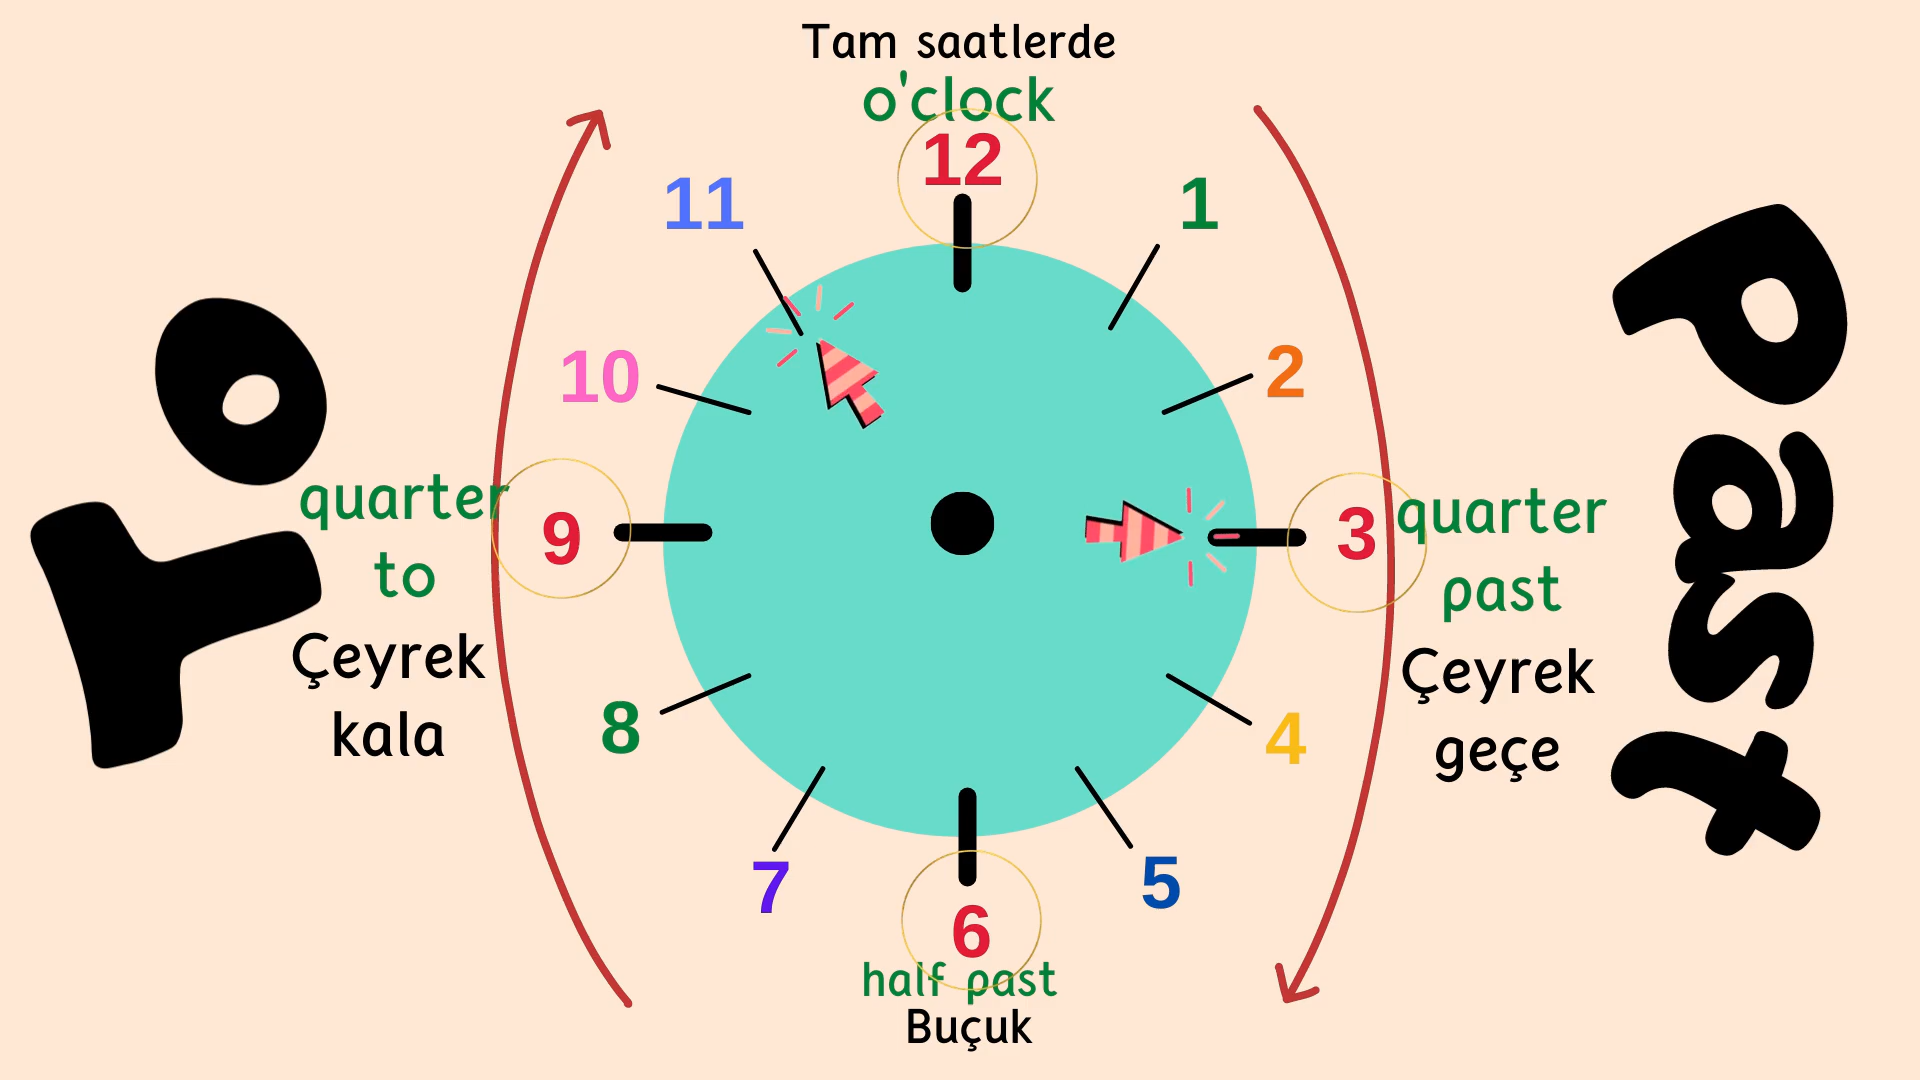 Tam saatlerde
o'clock
12
11
1
10
2
9
3
8
4
7
5
6
To
quarter
to
Çeyrek
kala
quarter
past
Çeyrek
geçe
Past
half past
Buçuk